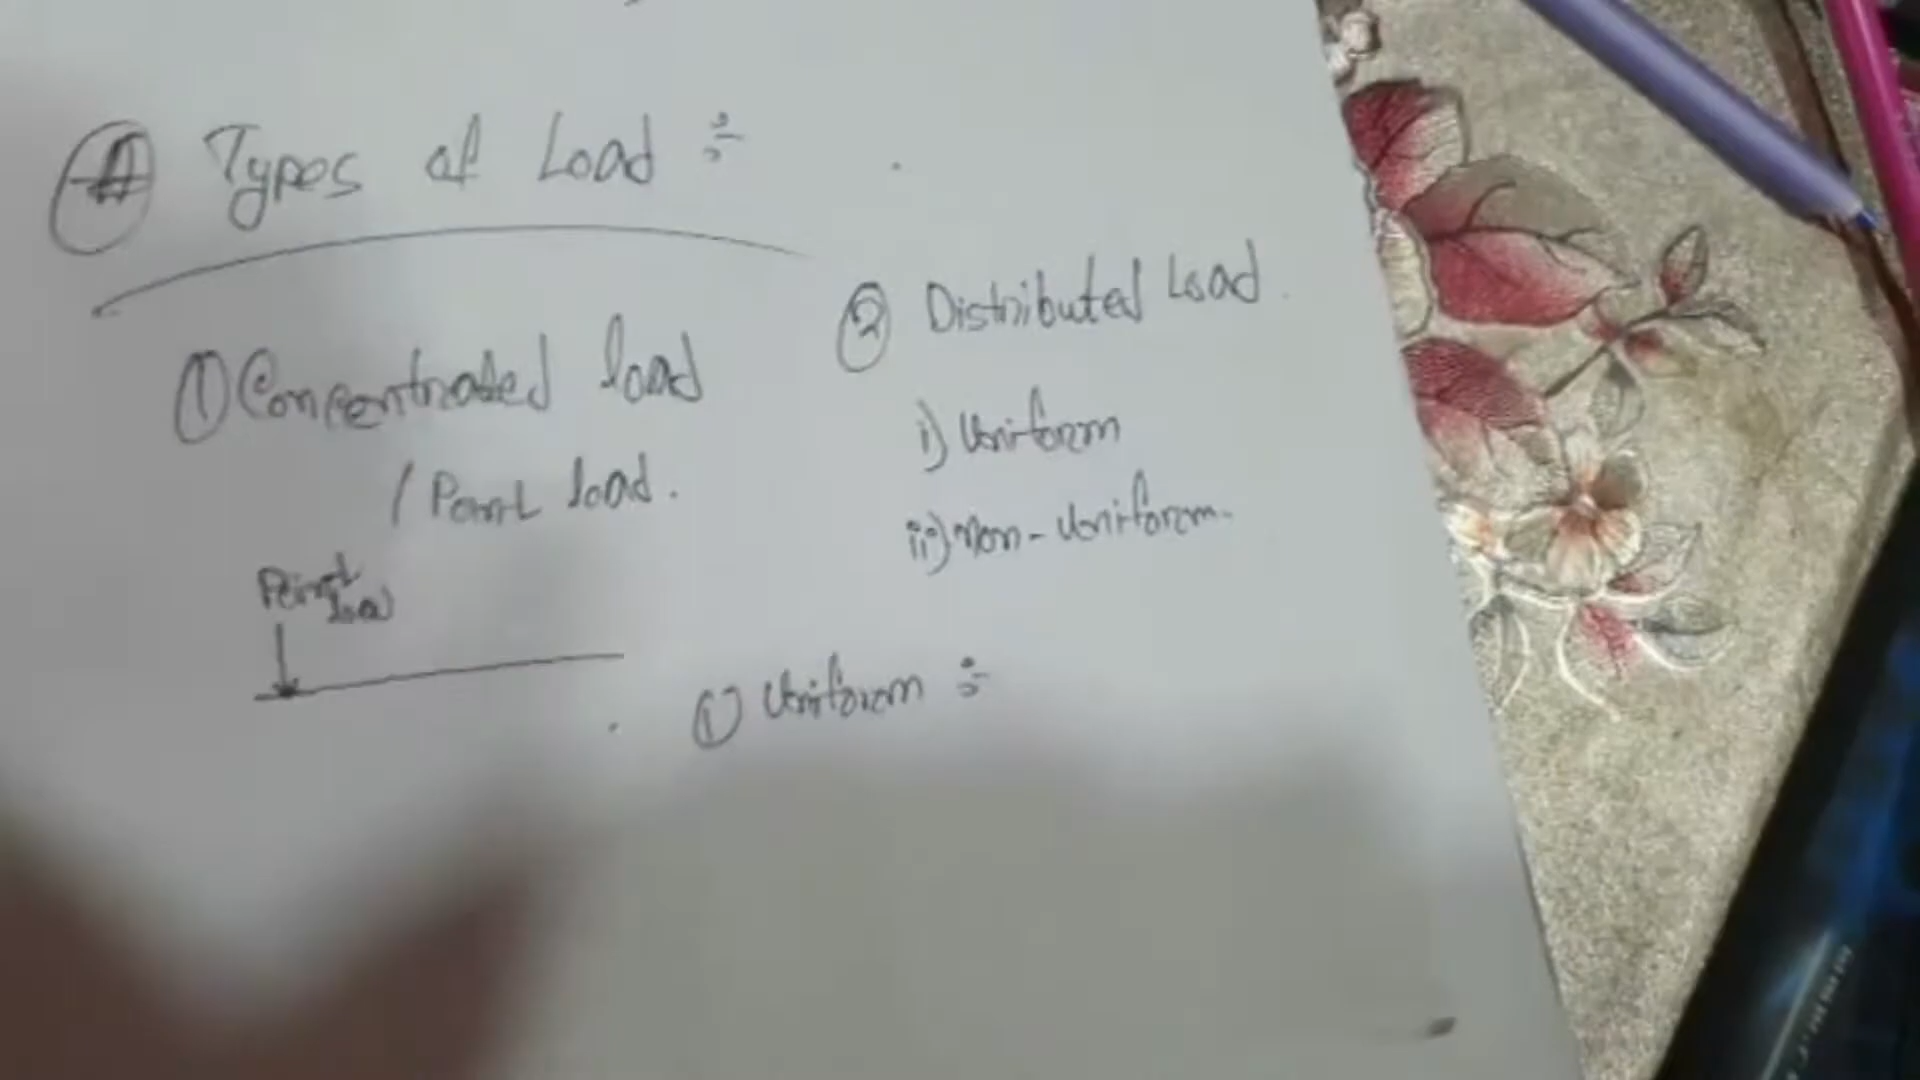 # Types of Load ÷
① Concentrated load
/ Point load.
Point
load
② Distributed Load
i) Uniform
ii) Non-Uniform.
① Uniform ÷